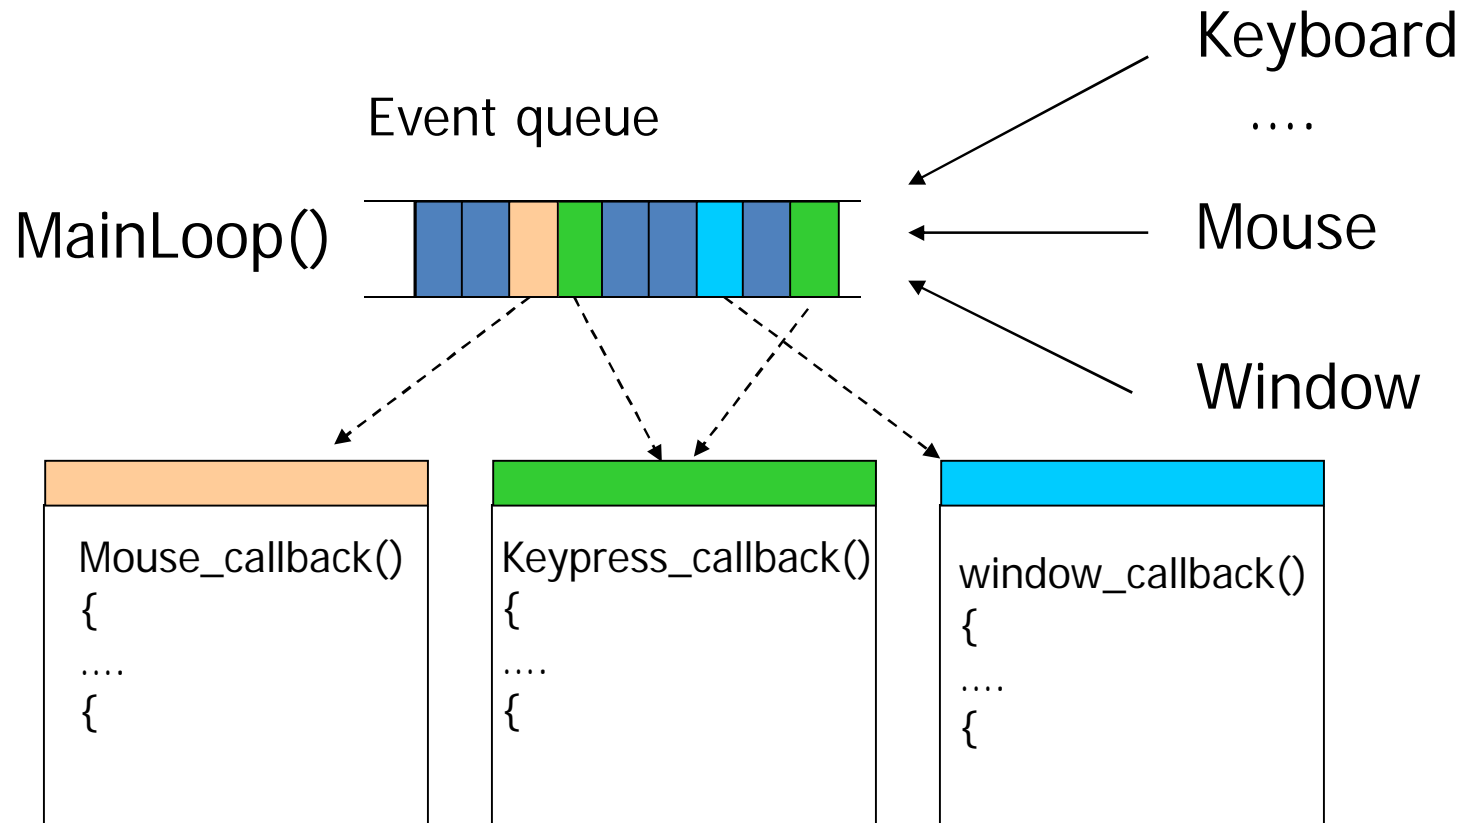 Keyboard
....
Event queue
MainLoop()
Mouse
Window
Mouse_callback()
{
....
{
Keypress_callback()
{
....
{
window_callback()
{
....
{